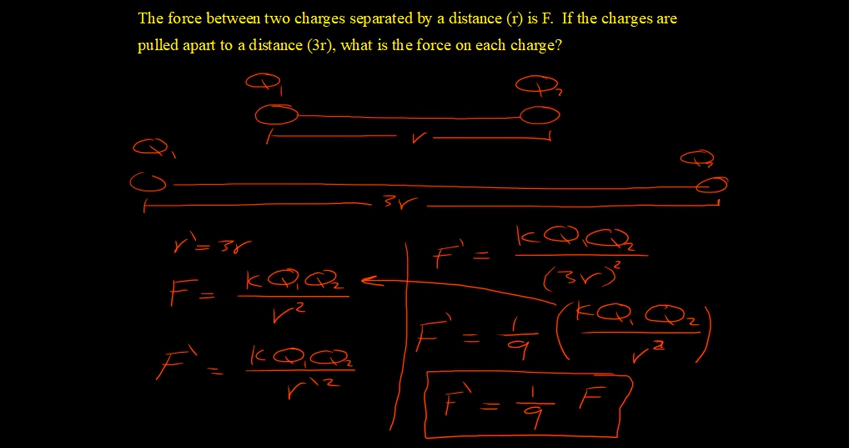 The force between two charges separated by a distance (r) is F. If the charges are
pulled apart to a distance (3r), what is the force on each charge?
Q₁ Q₂
r
Q₁ Q₂
3r
r` = 3r
F = kQ₁Q₂ / r²
F` = kQ₁Q₂ / r`²
F` = kQ₁Q₂ / (3r)²
F` = 1/9 (kQ₁Q₂ / r²)
F` = 1/9 F